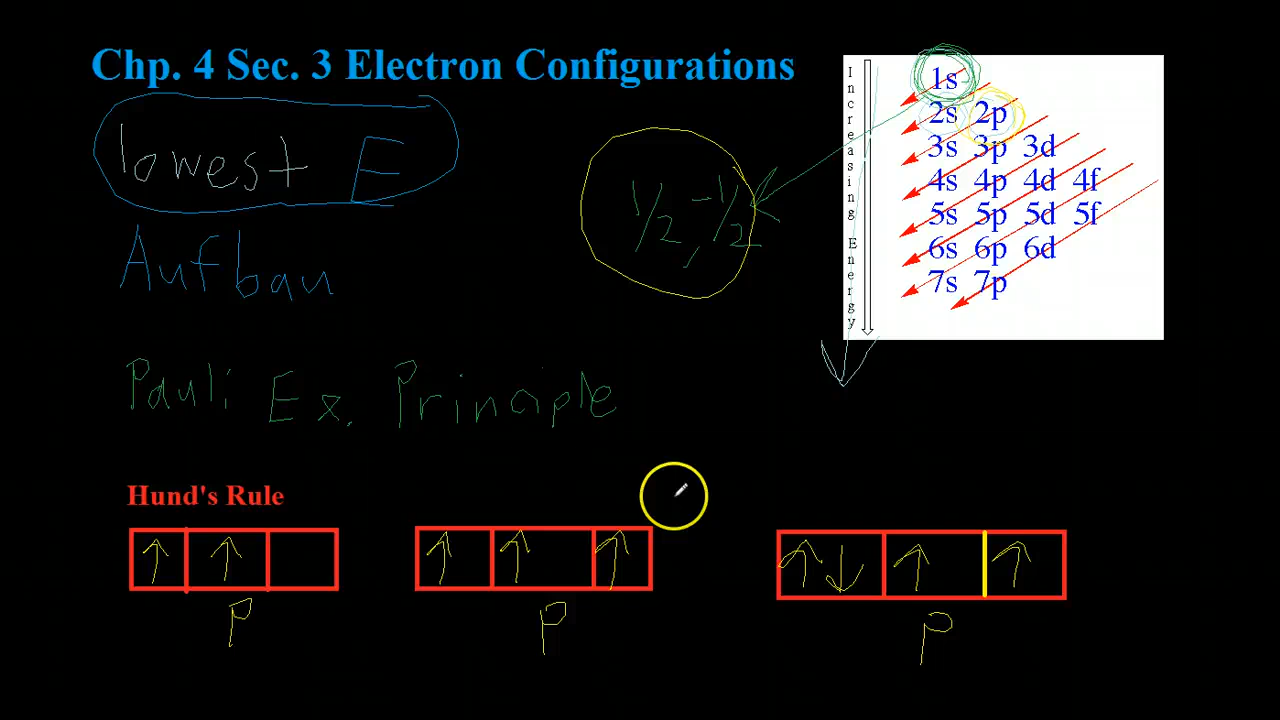 Chp. 4 Sec. 3 Electron Configurations
lowest E
Aufbau
1/2, -1/2
Increasing Energy
1s
2s 2p
3s 3p 3d
4s 4p 4d 4f
5s 5p 5d 5f
6s 6p 6d
7s 7p
Pauli Ex. Principle
Hund's Rule
P P P